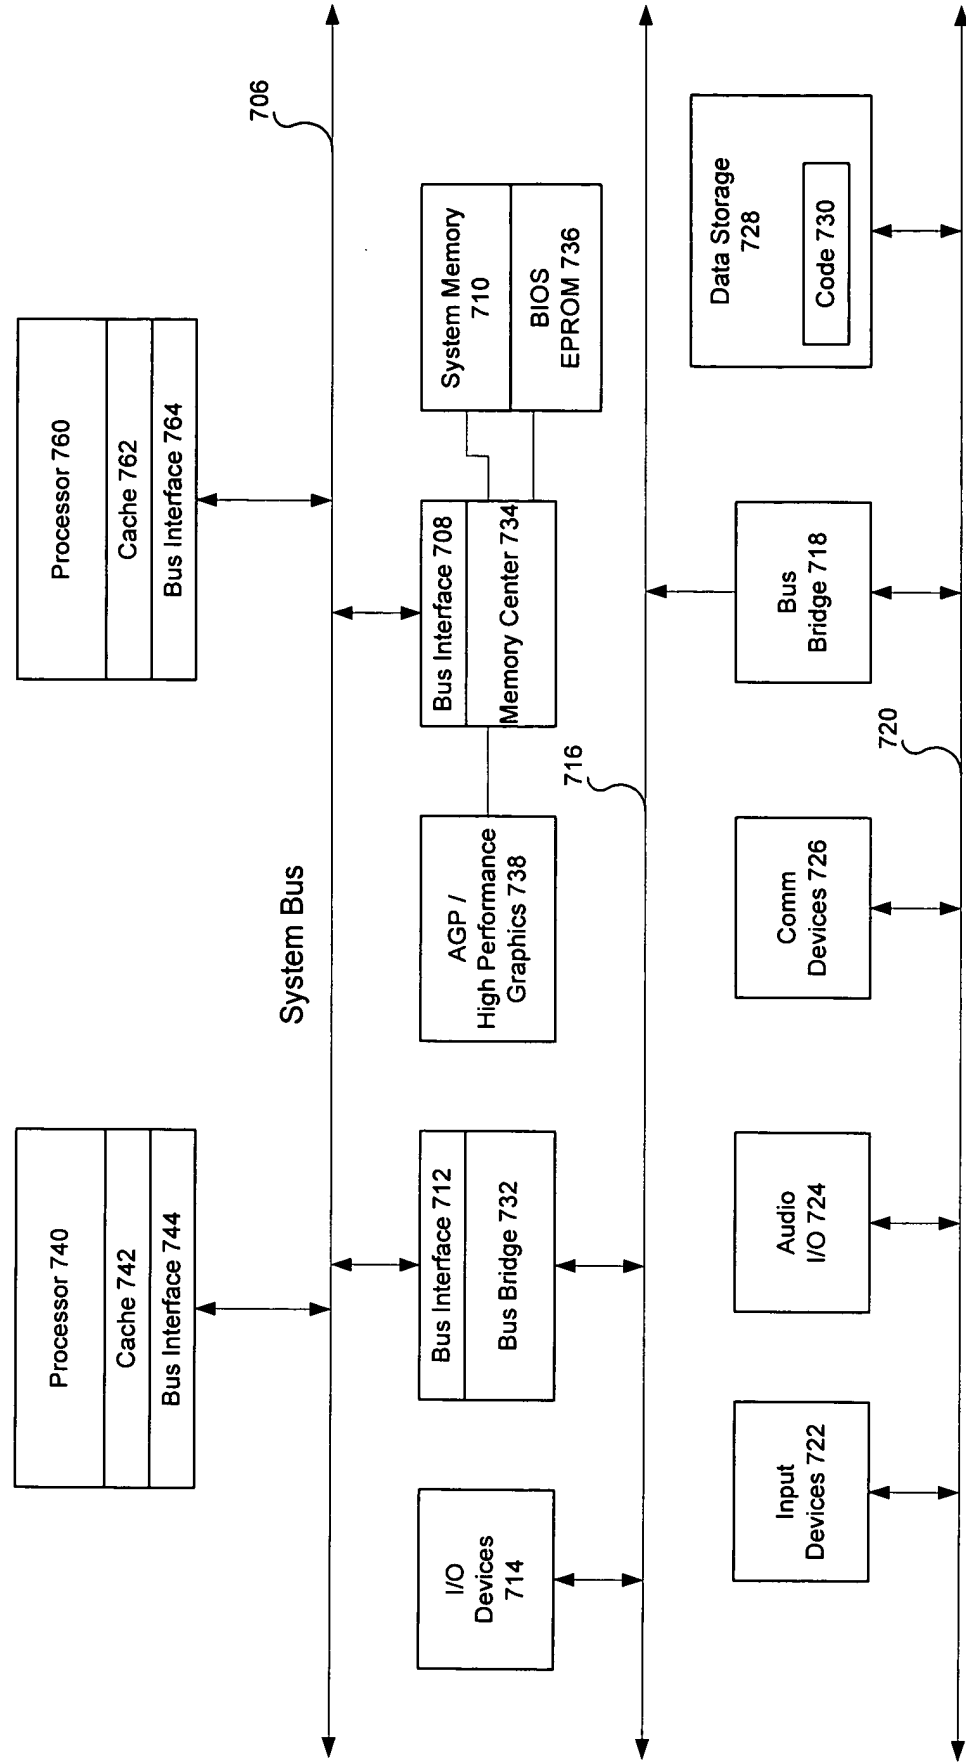 Processor 740
Cache 742
Bus Interface 744
Processor 760
Cache 762
Bus Interface 764
System Bus
706
I/O
Devices
714
Bus Interface 712
Bus Bridge 732
AGP /
High Performance
Graphics 738
Bus Interface 708
Memory Center 734
System Memory
710
BIOS
EPROM 736
716
Input
Devices 722
Audio
I/O 724
Comm
Devices 726
Bus
Bridge 718
Data Storage
728
Code 730
720